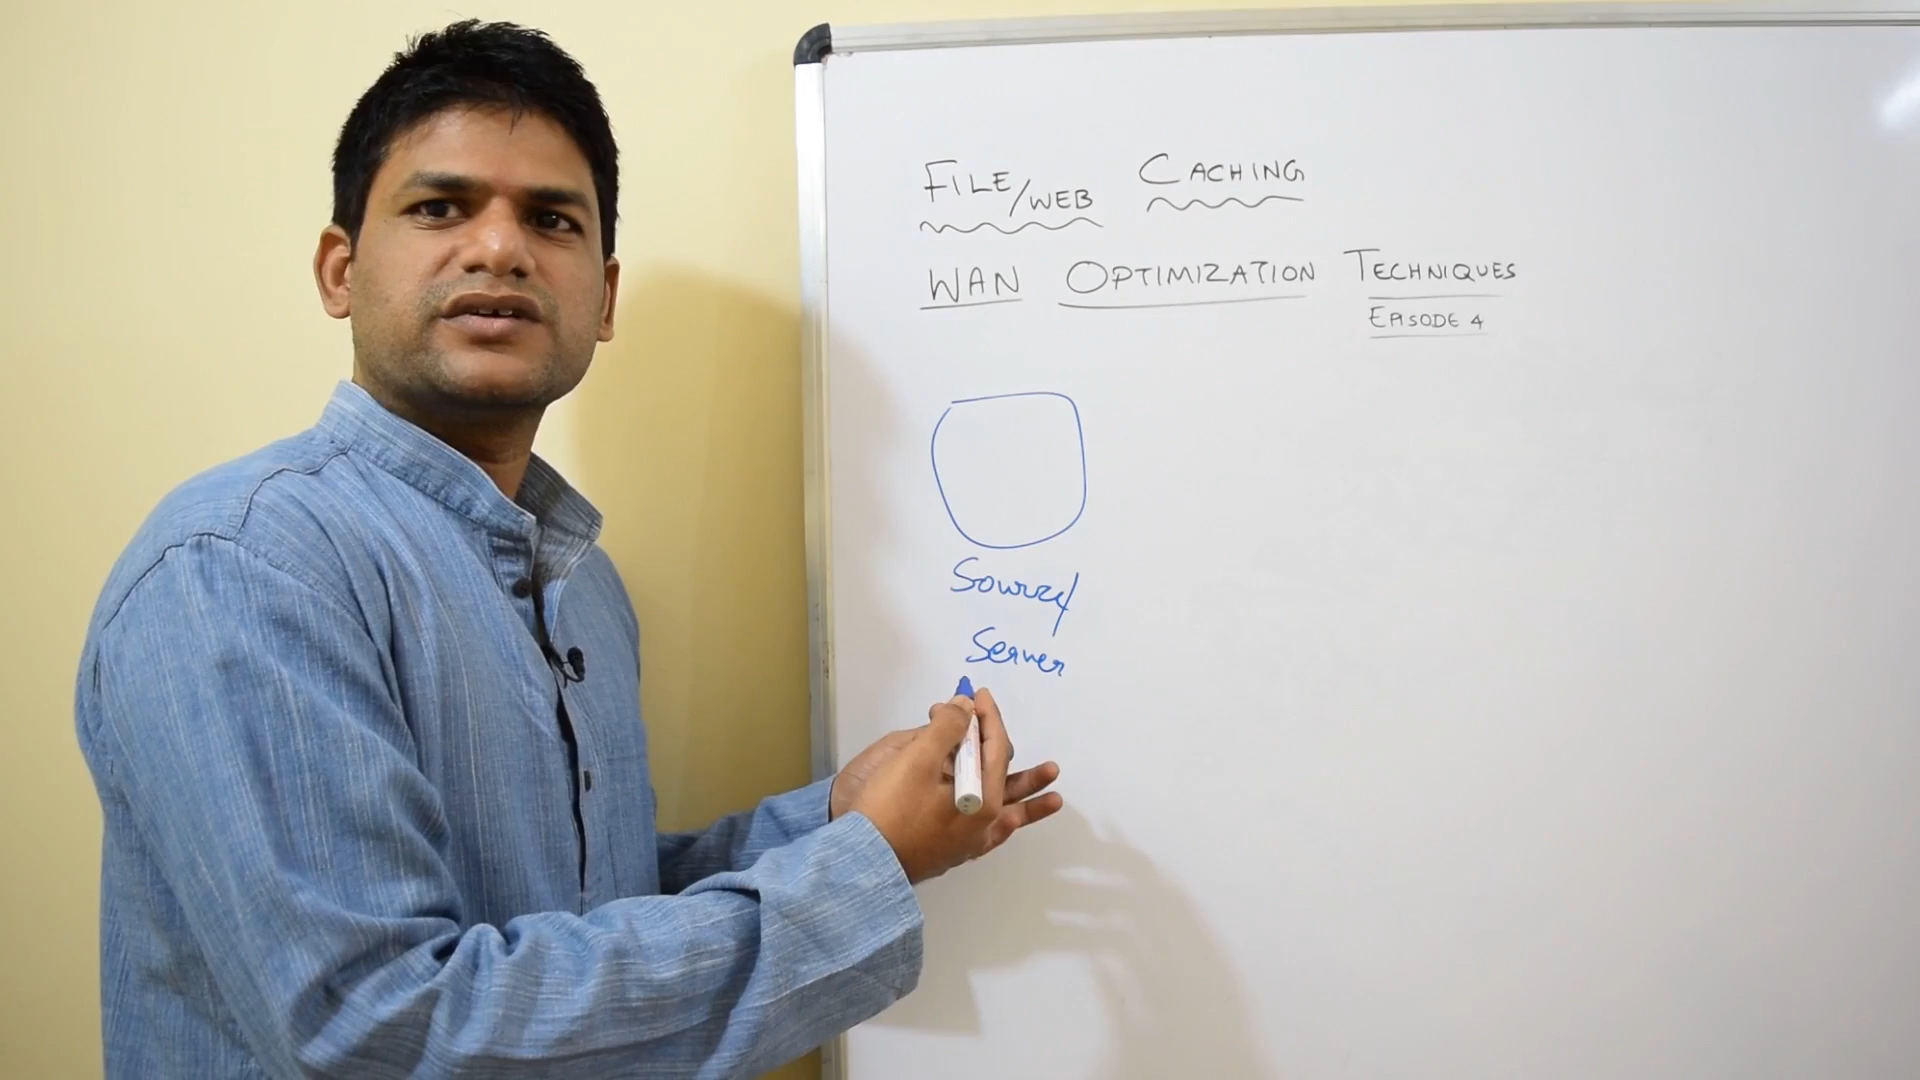 FILE/WEB CACHING
WAN OPTIMIZATION TECHNIQUES
EPISODE 4
Source/
Server